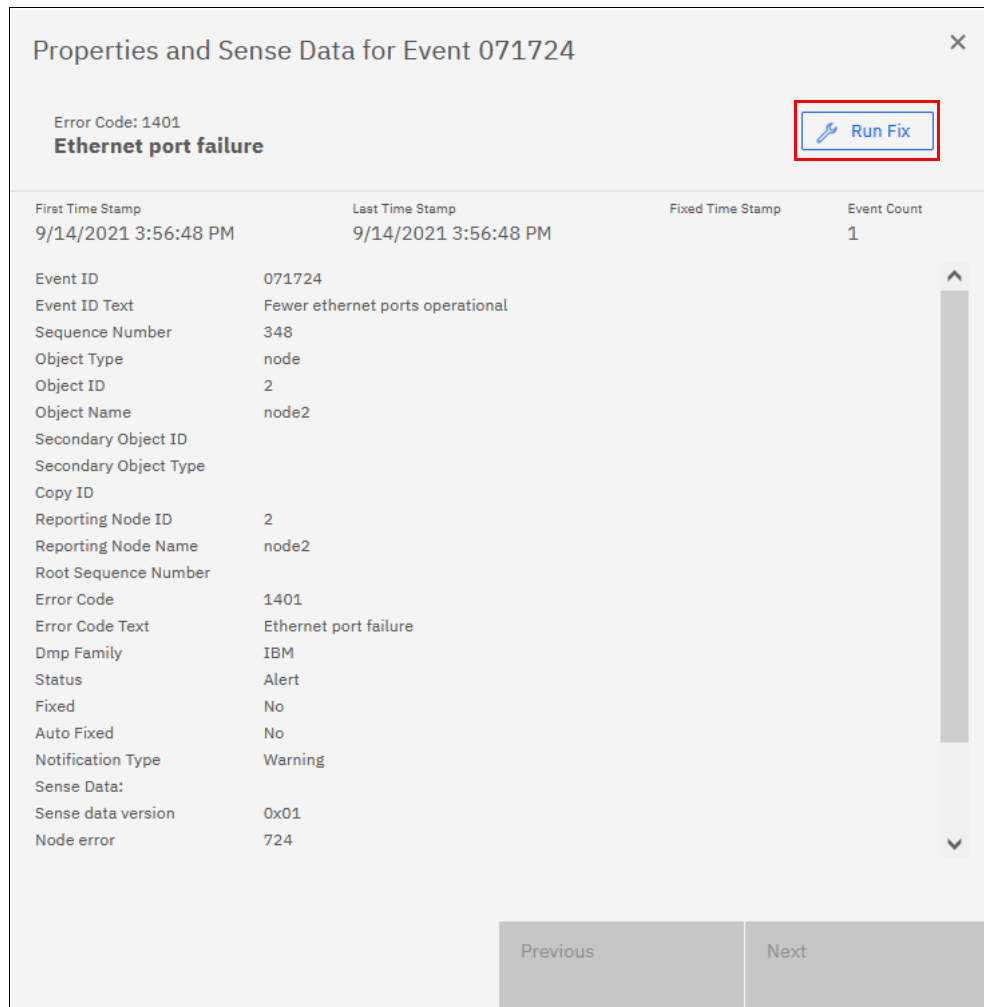 Properties and Sense Data for Event 071724
Error Code: 1401
Ethernet port failure
Run Fix
First Time Stamp Last Time Stamp Fixed Time Stamp Event Count
9/14/2021 3:56:48 PM 9/14/2021 3:56:48 PM 1
Event ID 071724
Event ID Text Fewer ethernet ports operational
Sequence Number 348
Object Type node
Object ID 2
Object Name node2
Secondary Object ID
Secondary Object Type
Copy ID
Reporting Node ID 2
Reporting Node Name node2
Root Sequence Number
Error Code 1401
Error Code Text Ethernet port failure
Dmp Family IBM
Status Alert
Fixed No
Auto Fixed No
Notification Type Warning
Sense Data:
Sense data version 0x01
Node error 724
Previous Next